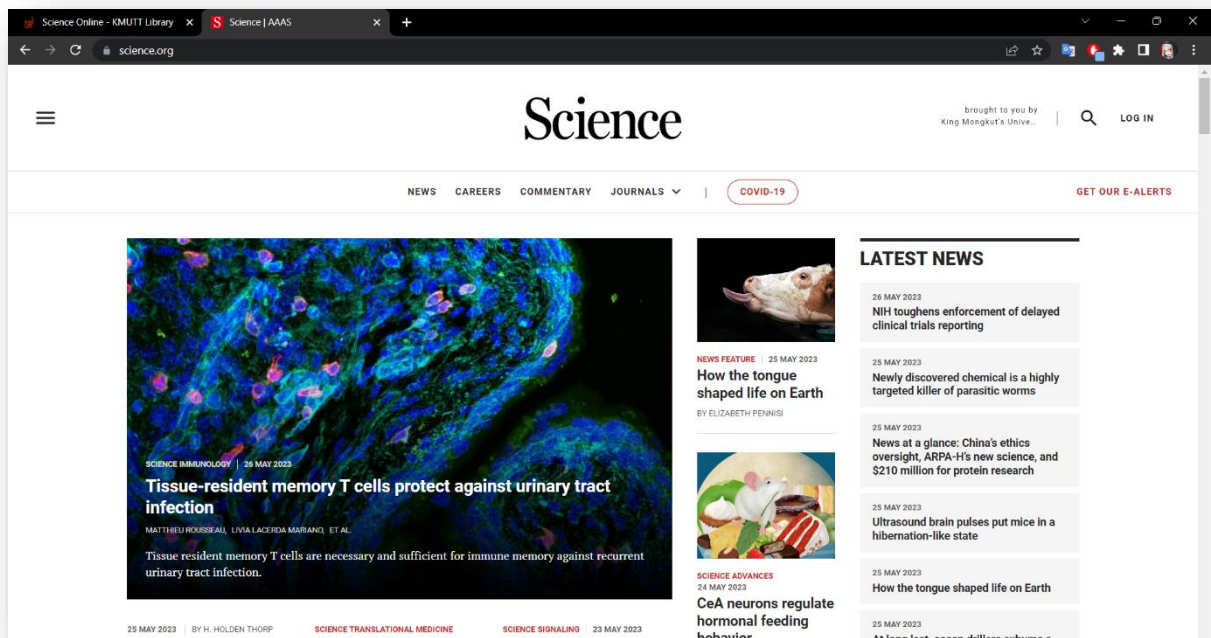 Science Online - KMUTT Library
Science | AAAS
science.org
Science
brought to you by
King Mongkut's Unive...
LOG IN
NEWS CAREERS COMMENTARY JOURNALS | COVID-19
GET OUR E-ALERTS
SCIENCE IMMUNOLOGY | 26 MAY 2023
Tissue-resident memory T cells protect against urinary tract
infection
MATTHIEU ROUSSEAU, LIVIA LACERDA MARIANO, ET AL.
Tissue resident memory T cells are necessary and sufficient for immune memory against recurrent
urinary tract infection.
25 MAY 2023 | BY H. HOLDEN THORP
SCIENCE TRANSLATIONAL MEDICINE
SCIENCE SIGNALING | 23 MAY 2023
NEWS FEATURE | 25 MAY 2023
How the tongue
shaped life on Earth
BY ELIZABETH PENNISI
SCIENCE ADVANCES
24 MAY 2023
CeA neurons regulate
hormonal feeding
behavior
LATEST NEWS
26 MAY 2023
NIH toughens enforcement of delayed
clinical trials reporting
25 MAY 2023
Newly discovered chemical is a highly
targeted killer of parasitic worms
25 MAY 2023
News at a glance: China's ethics
oversight, ARPA-H's new science, and
$210 million for protein research
25 MAY 2023
Ultrasound brain pulses put mice in a
hibernation-like state
25 MAY 2023
How the tongue shaped life on Earth
25 MAY 2023
At long last, ocean drillers exhume a